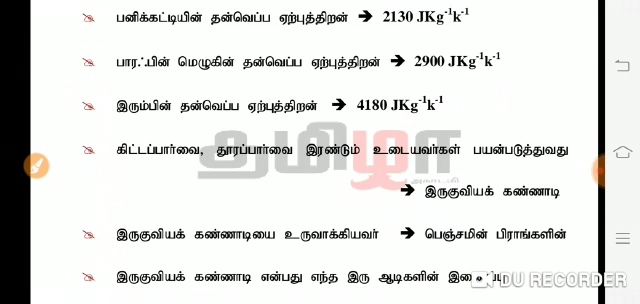 பனிக்கட்டியின் தன்வெப்ப ஏற்புத்திறன் ➔ 2130 JKg⁻¹k⁻¹
பாரஃபின் மெழுகின் தன்வெப்ப ஏற்புத்திறன் ➔ 2900 JKg⁻¹k⁻¹
இரும்பின் தன்வெப்ப ஏற்புத்திறன் ➔ 4180 JKg⁻¹k⁻¹
தமிழா
கிட்டப்பார்வை, தூரப்பார்வை இரண்டும் உடையவர்கள் பயன்படுத்துவது
➔ இருகுவியக் கண்ணாடி
இருகுவியக் கண்ணாடியை உருவாக்கியவர் ➔ பெஞ்சமின் பிராங்களின்
இருகுவியக் கண்ணாடி என்பது எந்த இரு ஆடிகளின்
DU RECORDER